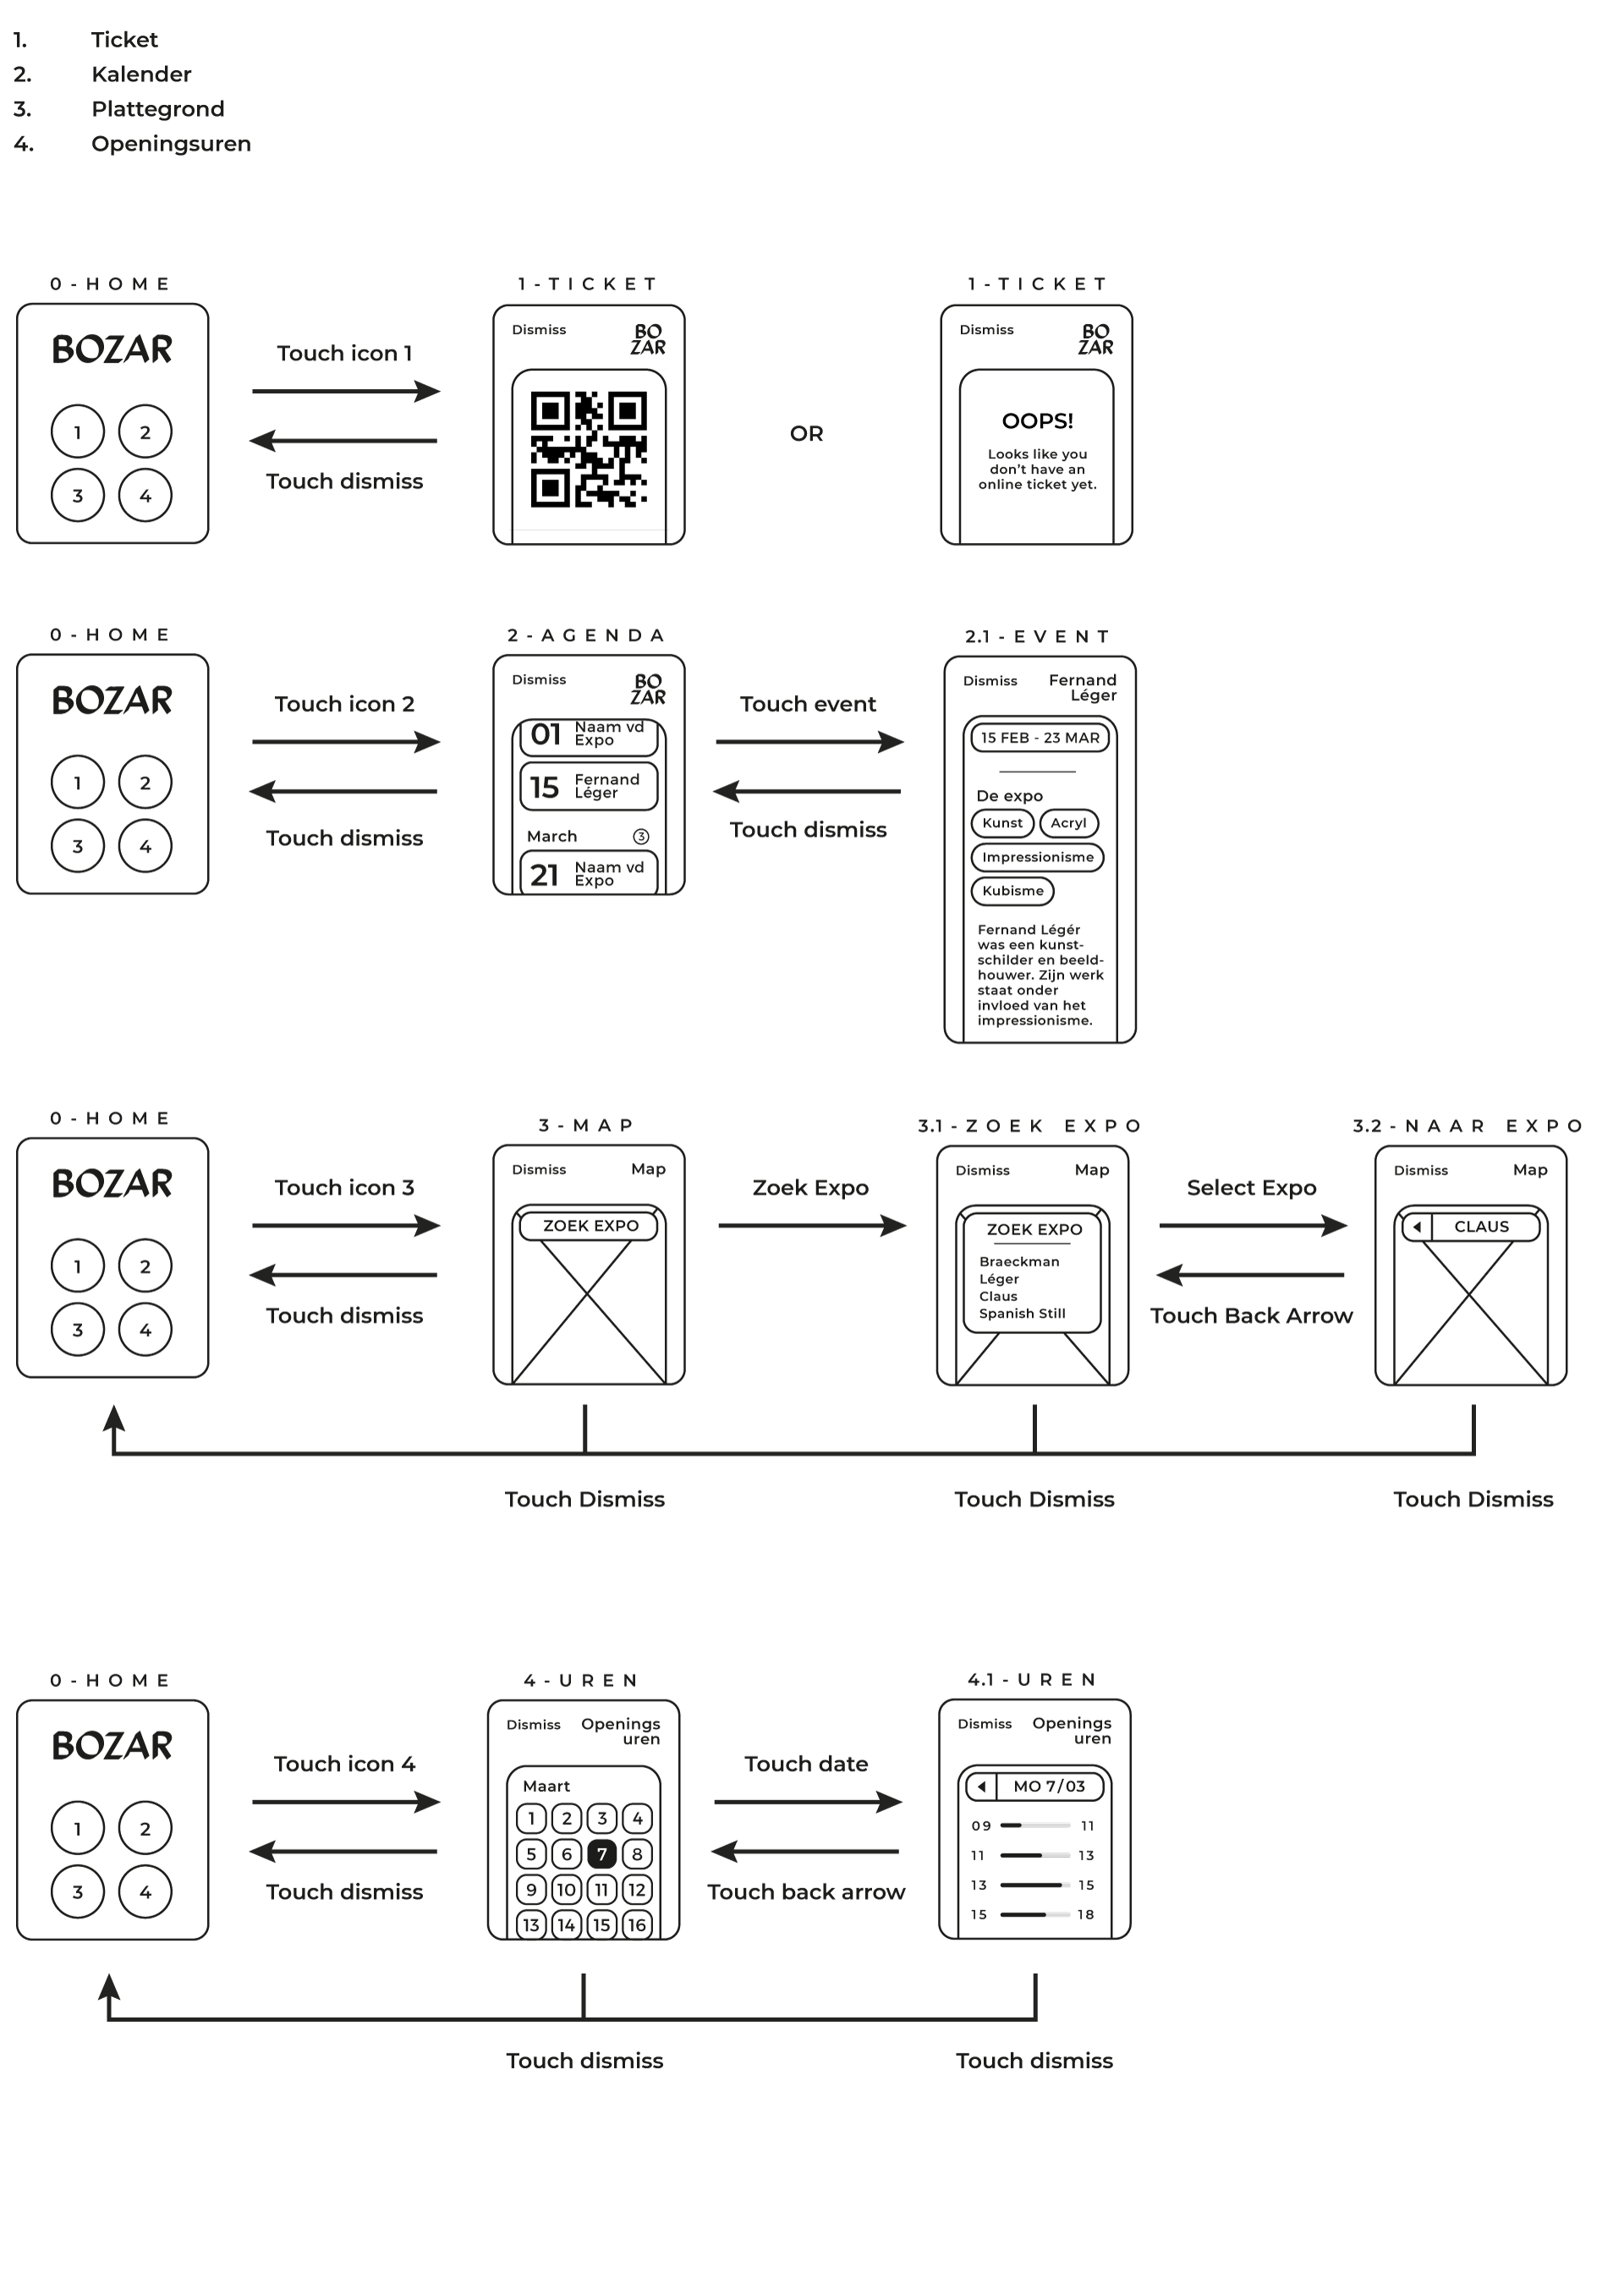 1. Ticket
2. Kalender
3. Plattegrond
4. Openingsuren
0 - HOME
BOZAR
1 2
3 4
Touch icon 1
Touch dismiss
1 - TICKET
Dismiss
BO
ZAR
OR
1 - TICKET
Dismiss
BO
ZAR
OOPS!
Looks like you
don’t have an
online ticket yet.
0 - HOME
BOZAR
1 2
3 4
Touch icon 2
Touch dismiss
2 - AGENDA
Dismiss
BO
ZAR
01 Naam vd
Expo
15 Fernand
Léger
March 3
21 Naam vd
Expo
Touch event
Touch dismiss
2.1 - EVENT
Dismiss
Fernand
Léger
15 FEB - 23 MAR
De expo
Kunst Acryl
Impressionisme
Kubisme
Fernand Légér
was een kunst-
schilder en beeld-
houwer. Zijn werk
staat onder
invloed van het
impressionisme.
0 - HOME
BOZAR
1 2
3 4
Touch icon 3
Touch dismiss
3 - MAP
Dismiss Map
ZOEK EXPO
Zoek Expo
3.1 - ZOEK EXPO
Dismiss Map
ZOEK EXPO
Braeckman
Léger
Claus
Spanish Still
Select Expo
Touch Back Arrow
3.2 - NAAR EXPO
Dismiss Map
CLAUS
Touch Dismiss
Touch Dismiss
Touch Dismiss
0 - HOME
BOZAR
1 2
3 4
Touch icon 4
Touch dismiss
4 - UREN
Dismiss
Openings
uren
Maart
1 2 3 4
5 6 7 8
9 10 11 12
13 14 15 16
Touch date
Touch back arrow
4.1 - UREN
Dismiss
Openings
uren
MO 7/03
09 11
11 13
13 15
15 18
Touch dismiss
Touch dismiss